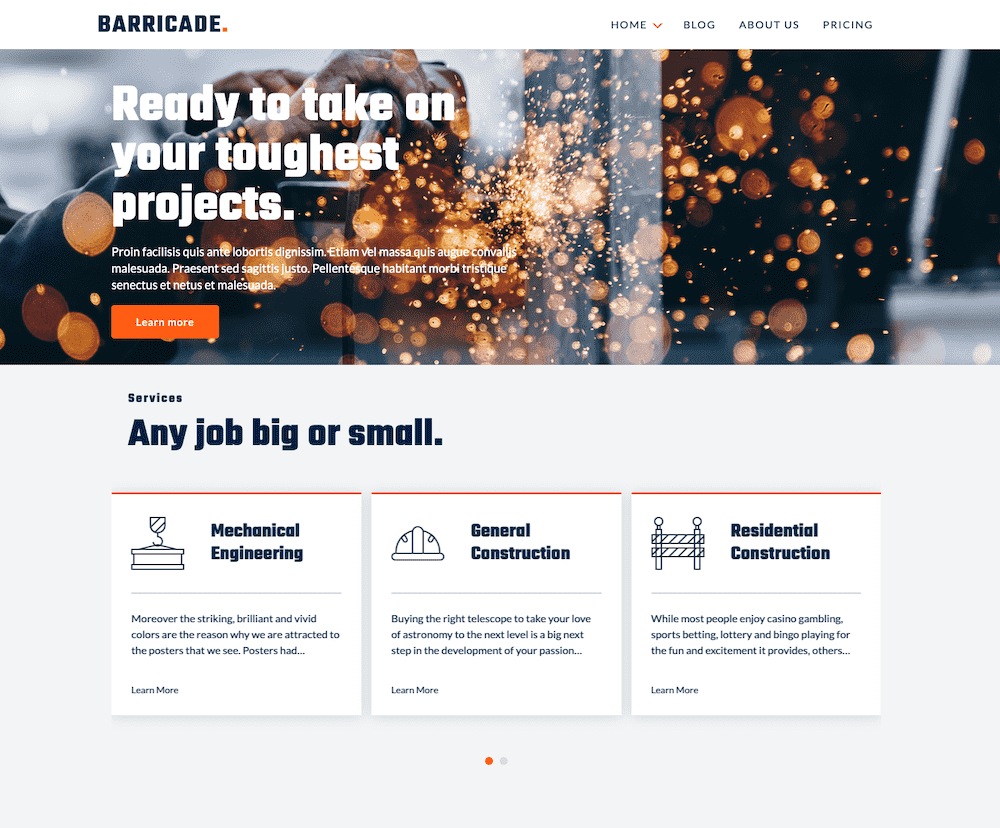 BARRICADE.
HOME BLOG ABOUT US PRICING
Ready to take on
your toughest
projects.
Proin facilisis quis ante lobortis dignissim. Etiam vel massa quis augue convallis
malesuada. Praesent sed sagittis justo. Pellentesque habitant morbi tristique
senectus et netus et malesuada.
Learn more
Services
Any job big or small.
Mechanical
Engineering
Moreover the striking, brilliant and vivid
colors are the reason why we are attracted to
the posters that we see. Posters had...
Learn More
General
Construction
Buying the right telescope to take your love
of astronomy to the next level is a big next
step in the development of your passion...
Learn More
Residential
Construction
While most people enjoy casino gambling,
sports betting, lottery and bingo playing for
the fun and excitement it provides, others...
Learn More